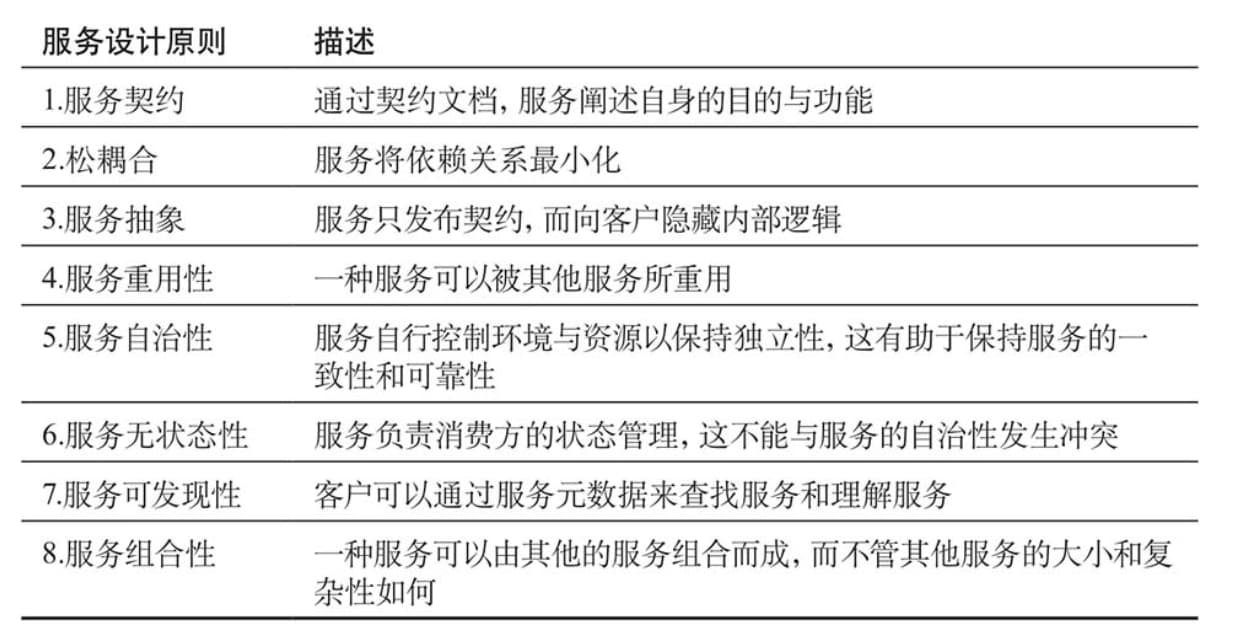 服务设计原则 描述
1.服务契约 通过契约文档，服务阐述自身的目的与功能
2.松耦合 服务将依赖关系最小化
3.服务抽象 服务只发布契约，而向客户隐藏内部逻辑
4.服务重用性 一种服务可以被其他服务所重用
5.服务自治性 服务自行控制环境与资源以保持独立性，这有助于保持服务的一
致性和可靠性
6.服务无状态性 服务负责消费方的状态管理，这不能与服务的自治性发生冲突
7.服务可发现性 客户可以通过服务元数据来查找服务和理解服务
8.服务组合性 一种服务可以由其他的服务组合而成，而不管其他服务的大小和复
杂性如何